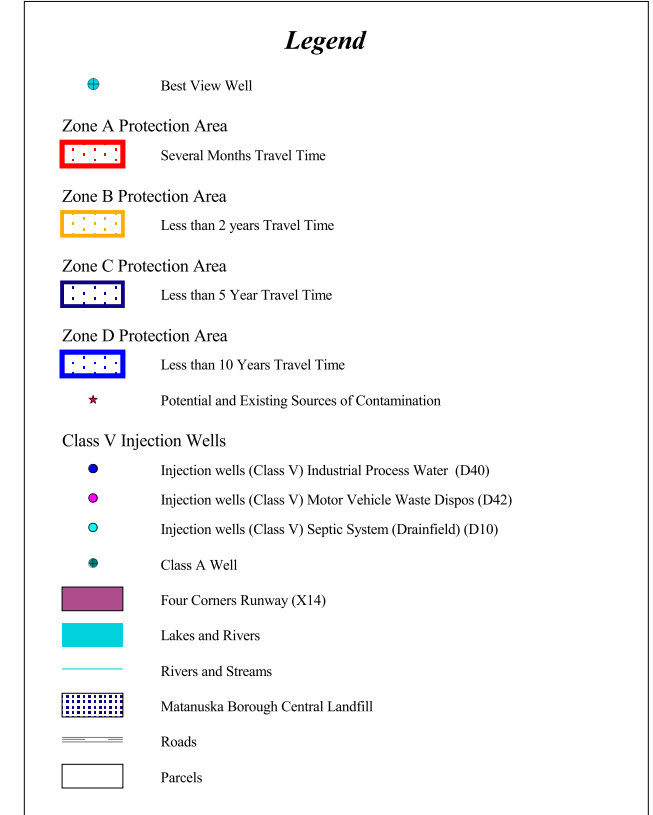 Legend
Best View Well
Zone A Protection Area
Several Months Travel Time
Zone B Protection Area
Less than 2 years Travel Time
Zone C Protection Area
Less than 5 Year Travel Time
Zone D Protection Area
Less than 10 Years Travel Time
Potential and Existing Sources of Contamination
Class V Injection Wells
Injection wells (Class V) Industrial Process Water (D40)
Injection wells (Class V) Motor Vehicle Waste Dispos (D42)
Injection wells (Class V) Septic System (Drainfield) (D10)
Class A Well
Four Corners Runway (X14)
Lakes and Rivers
Rivers and Streams
Matanuska Borough Central Landfill
Roads
Parcels